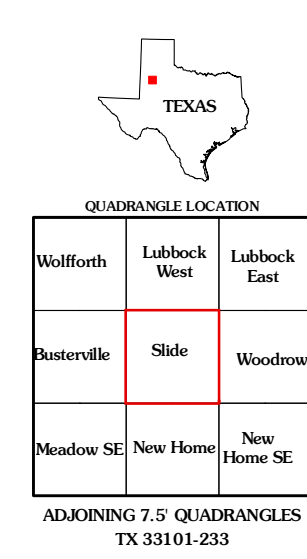 TEXAS
QUADRANGLE LOCATION
Wolfforth
Lubbock
West
Lubbock
East
Busterville
Slide
Woodrow
Meadow SE
New Home
New
Home SE
ADJOINING 7.5' QUADRANGLES
TX 33101-233